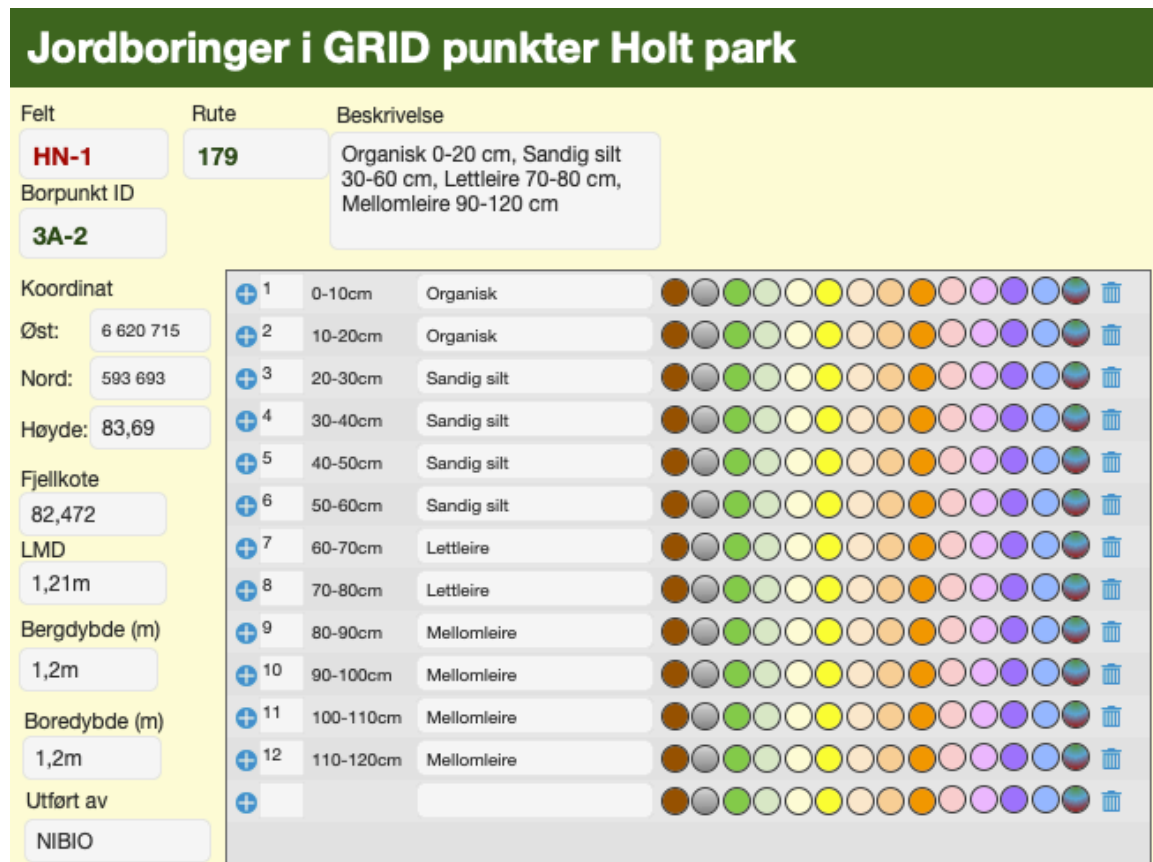 Jordboringer i GRID punkter Holt park
Felt
HN-1
Rute
179
Beskrivelse
Organisk 0-20 cm, Sandig silt
30-60 cm, Lettleire 70-80 cm,
Mellomleire 90-120 cm
Borpunkt ID
3A-2
Koordinat
Øst: 6 620 715
Nord: 593 693
Høyde: 83,69
Fjellkote
82,472
LMD
1,21m
Bergdybde (m)
1,2m
Boredybde (m)
1,2m
Utført av
NIBIO
1 0-10cm Organisk
2 10-20cm Organisk
3 20-30cm Sandig silt
4 30-40cm Sandig silt
5 40-50cm Sandig silt
6 50-60cm Sandig silt
7 60-70cm Lettleire
8 70-80cm Lettleire
9 80-90cm Mellomleire
10 90-100cm Mellomleire
11 100-110cm Mellomleire
12 110-120cm Mellomleire